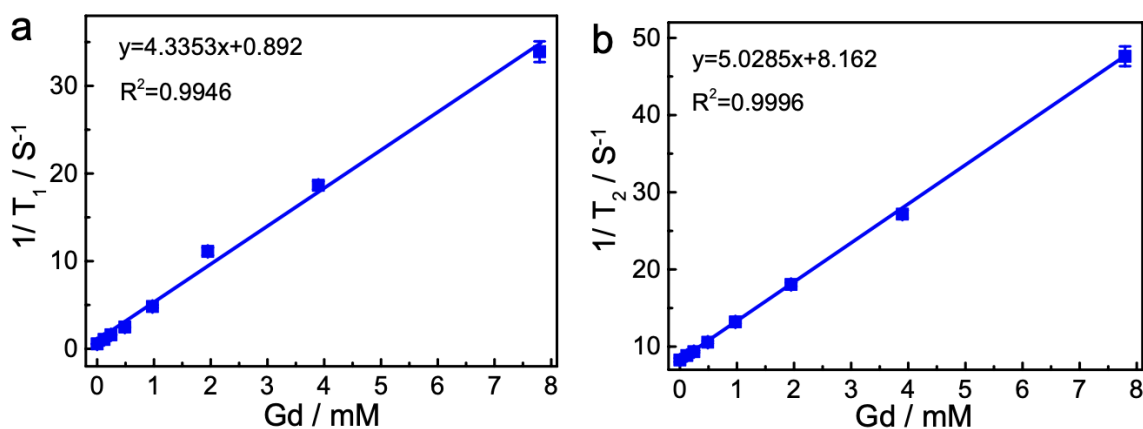 a
y=4.3353x+0.892
R²=0.9946
30
20
10
0
1/ T₁ / S⁻¹
0 1 2 3 4 5 6 7 8
Gd / mM
b
y=5.0285x+8.162
R²=0.9996
50
40
30
20
10
1/ T₂ / S⁻¹
0 1 2 3 4 5 6 7 8
Gd / mM